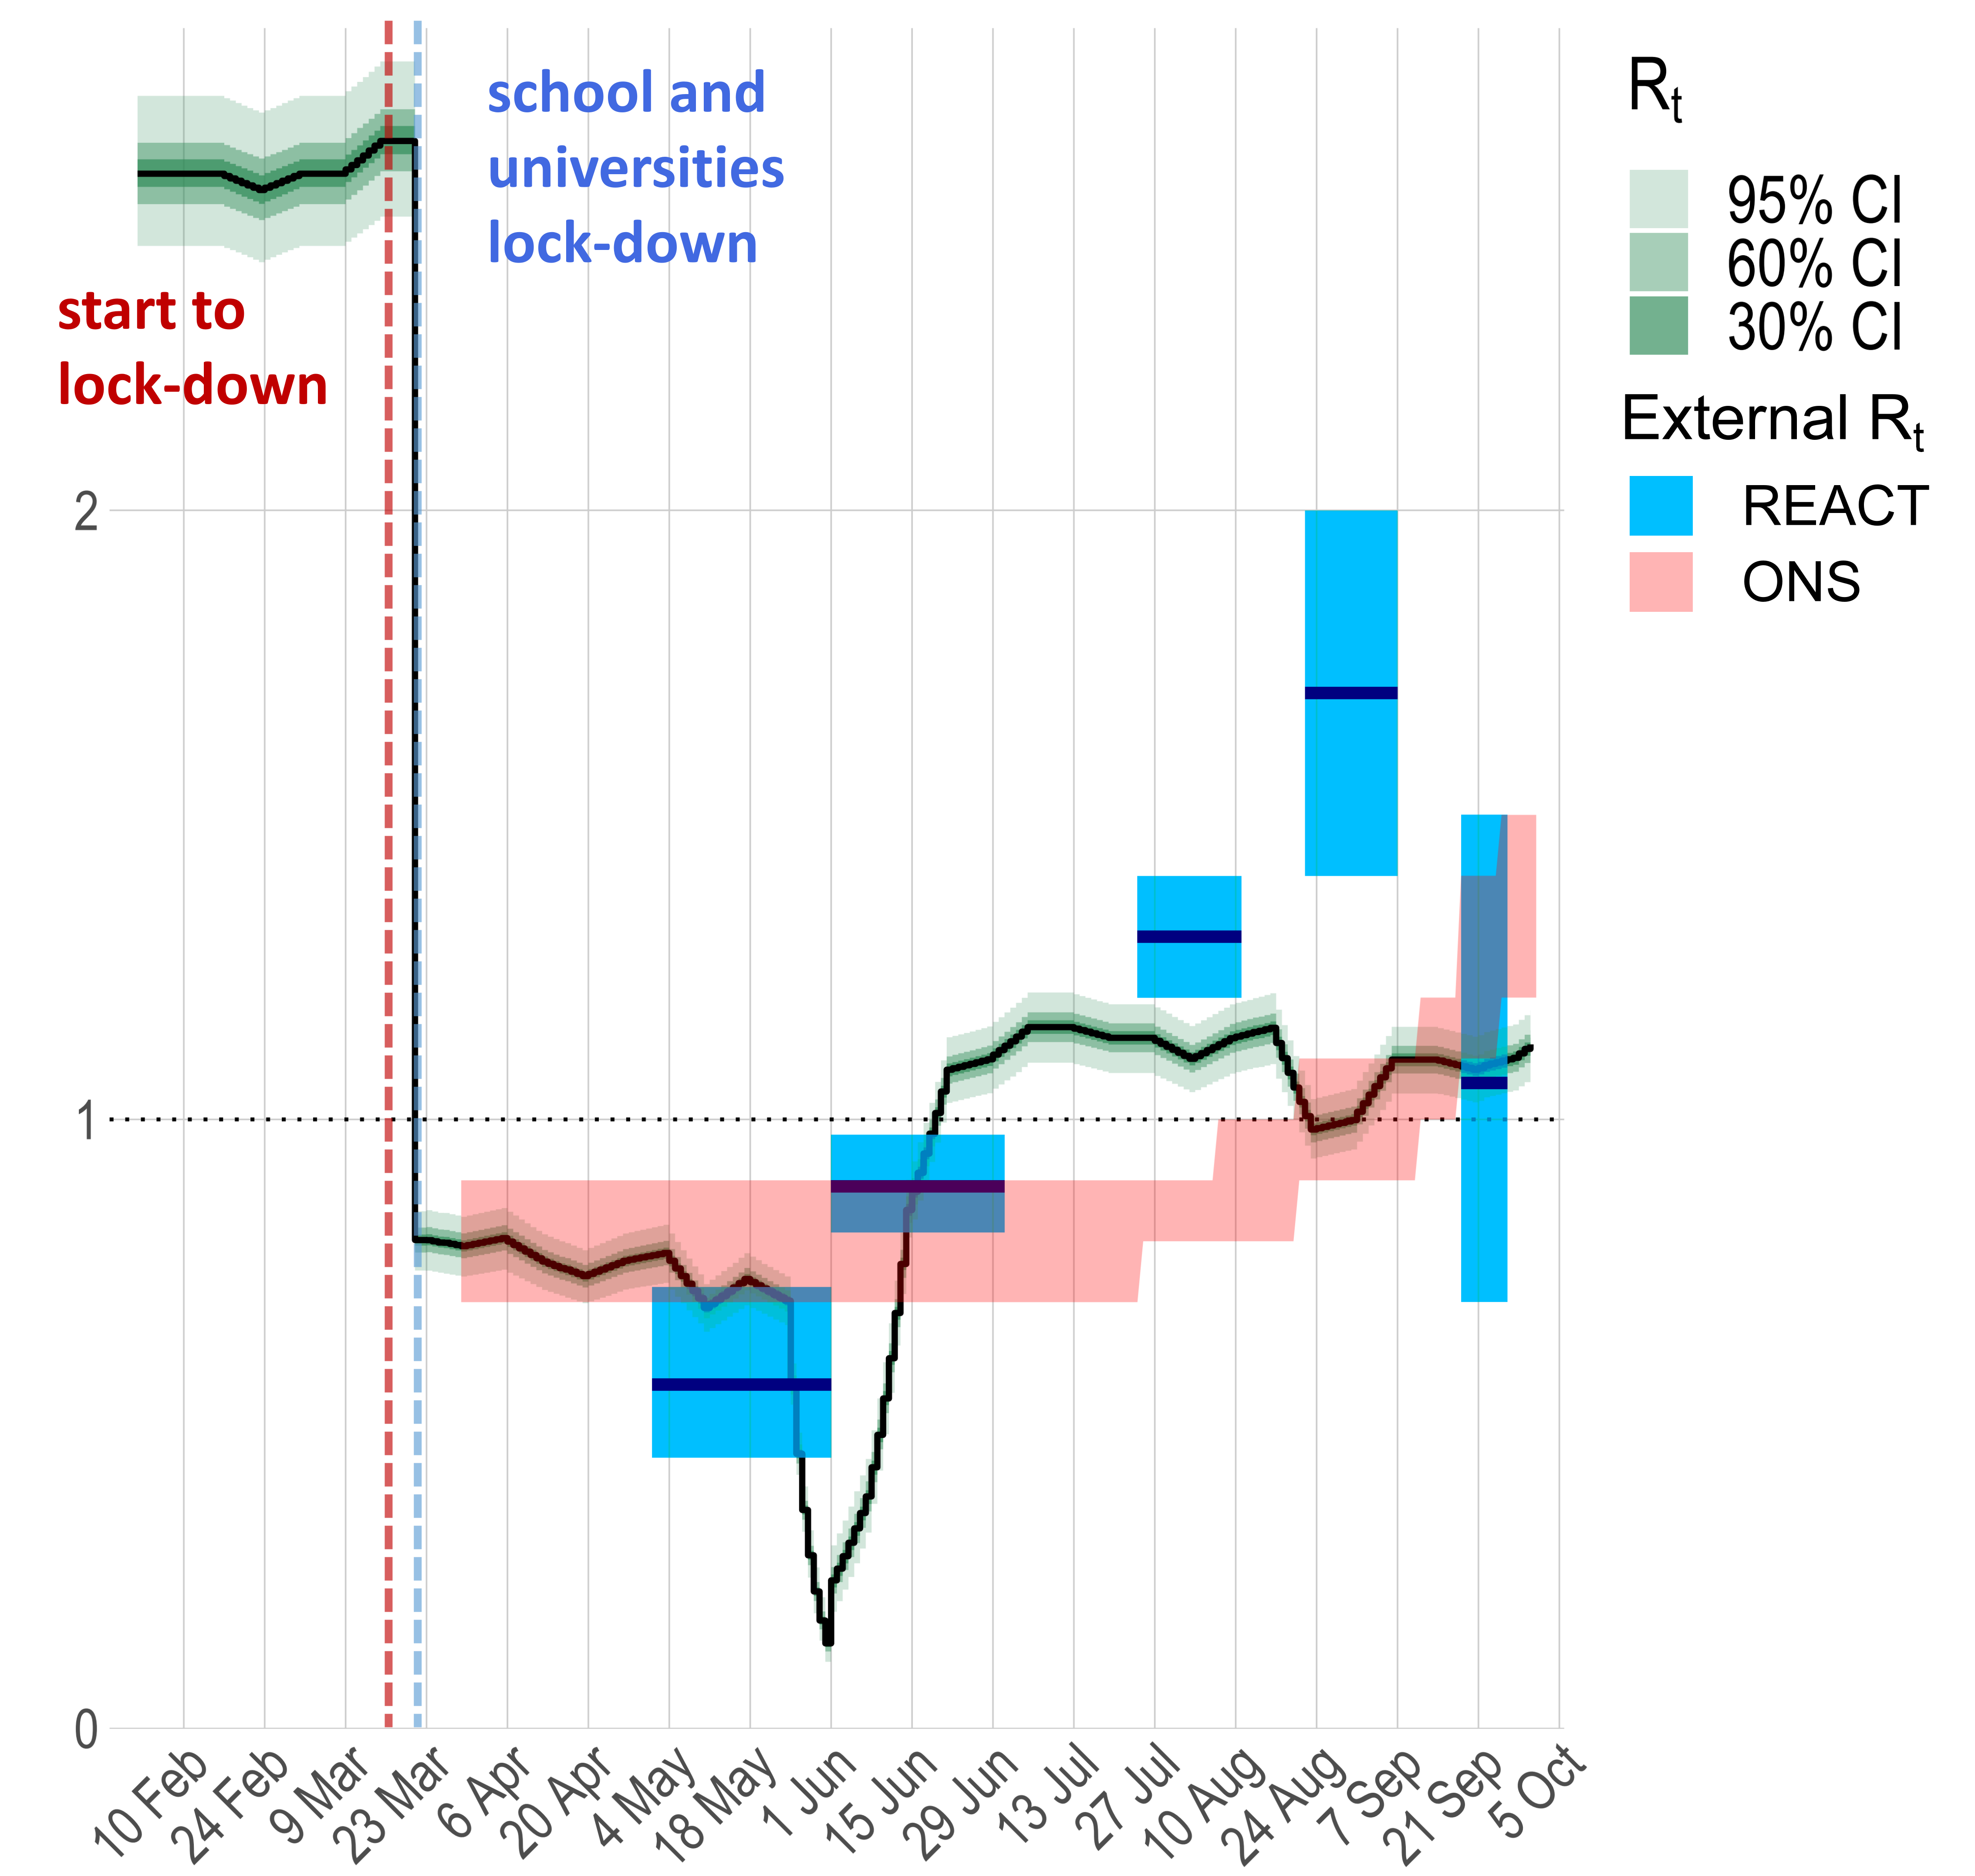 school and
universities
lock-down
start to
lock-down
2
1
0
10 Feb
24 Feb
9 Mar
23 Mar
6 Apr
20 Apr
4 May
18 May
1 Jun
15 Jun
29 Jun
13 Jul
27 Jul
10 Aug
24 Aug
7 Sep
21 Sep
5 Oct
Rt
95% CI
60% CI
30% CI
External Rt
REACT
ONS